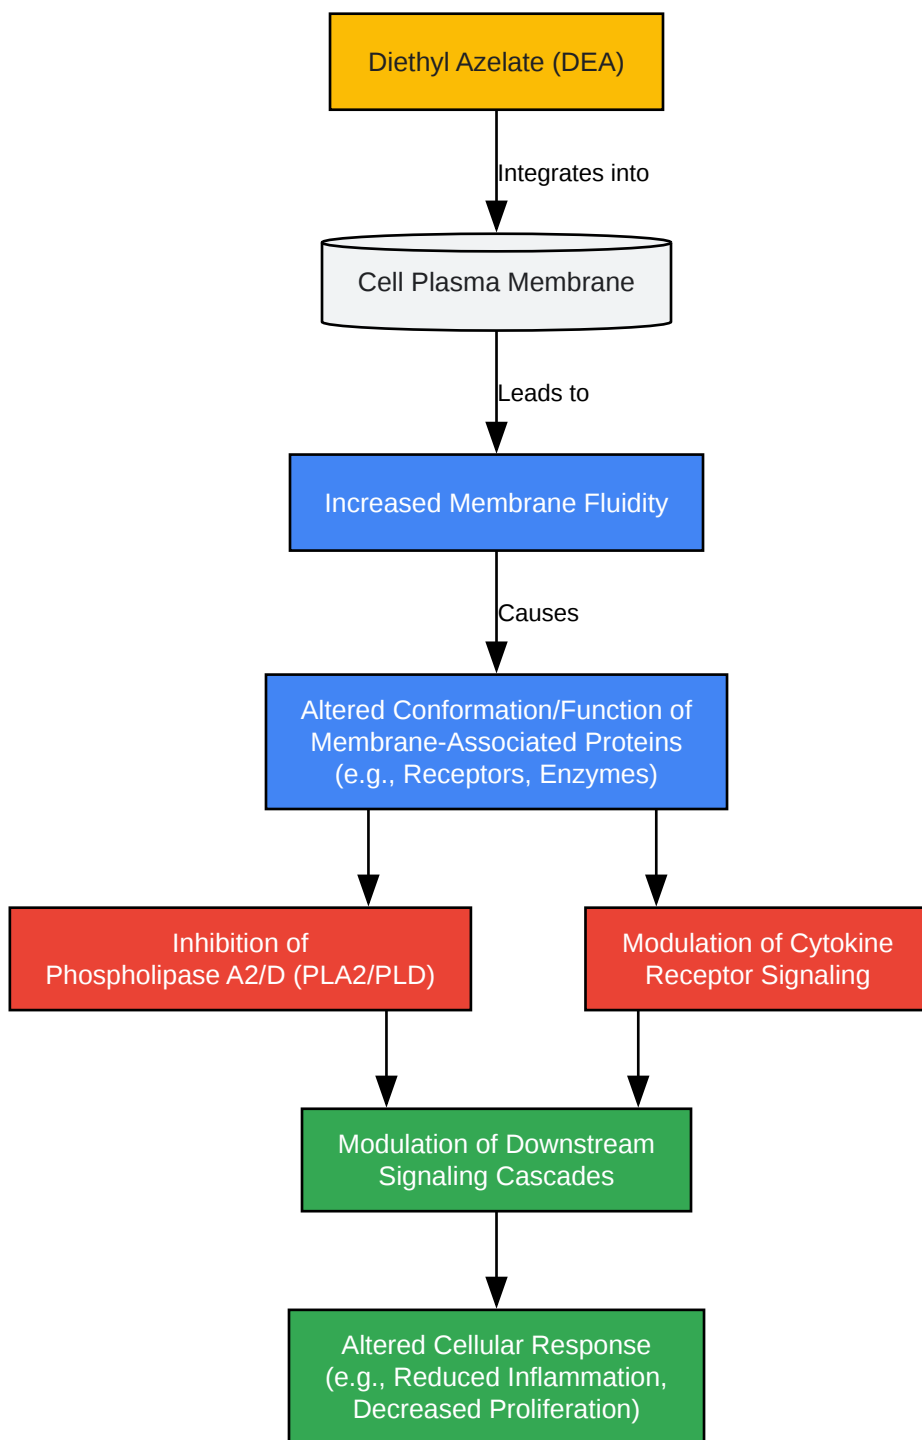 Diethyl Azelate (DEA)
Integrates into
Cell Plasma Membrane
Leads to
Increased Membrane Fluidity
Causes
Altered Conformation/Function of
Membrane-Associated Proteins
(e.g., Receptors, Enzymes)
Inhibition of
Phospholipase A2/D (PLA2/PLD)
Modulation of Cytokine
Receptor Signaling
Modulation of Downstream
Signaling Cascades
Altered Cellular Response
(e.g., Reduced Inflammation,
Decreased Proliferation)